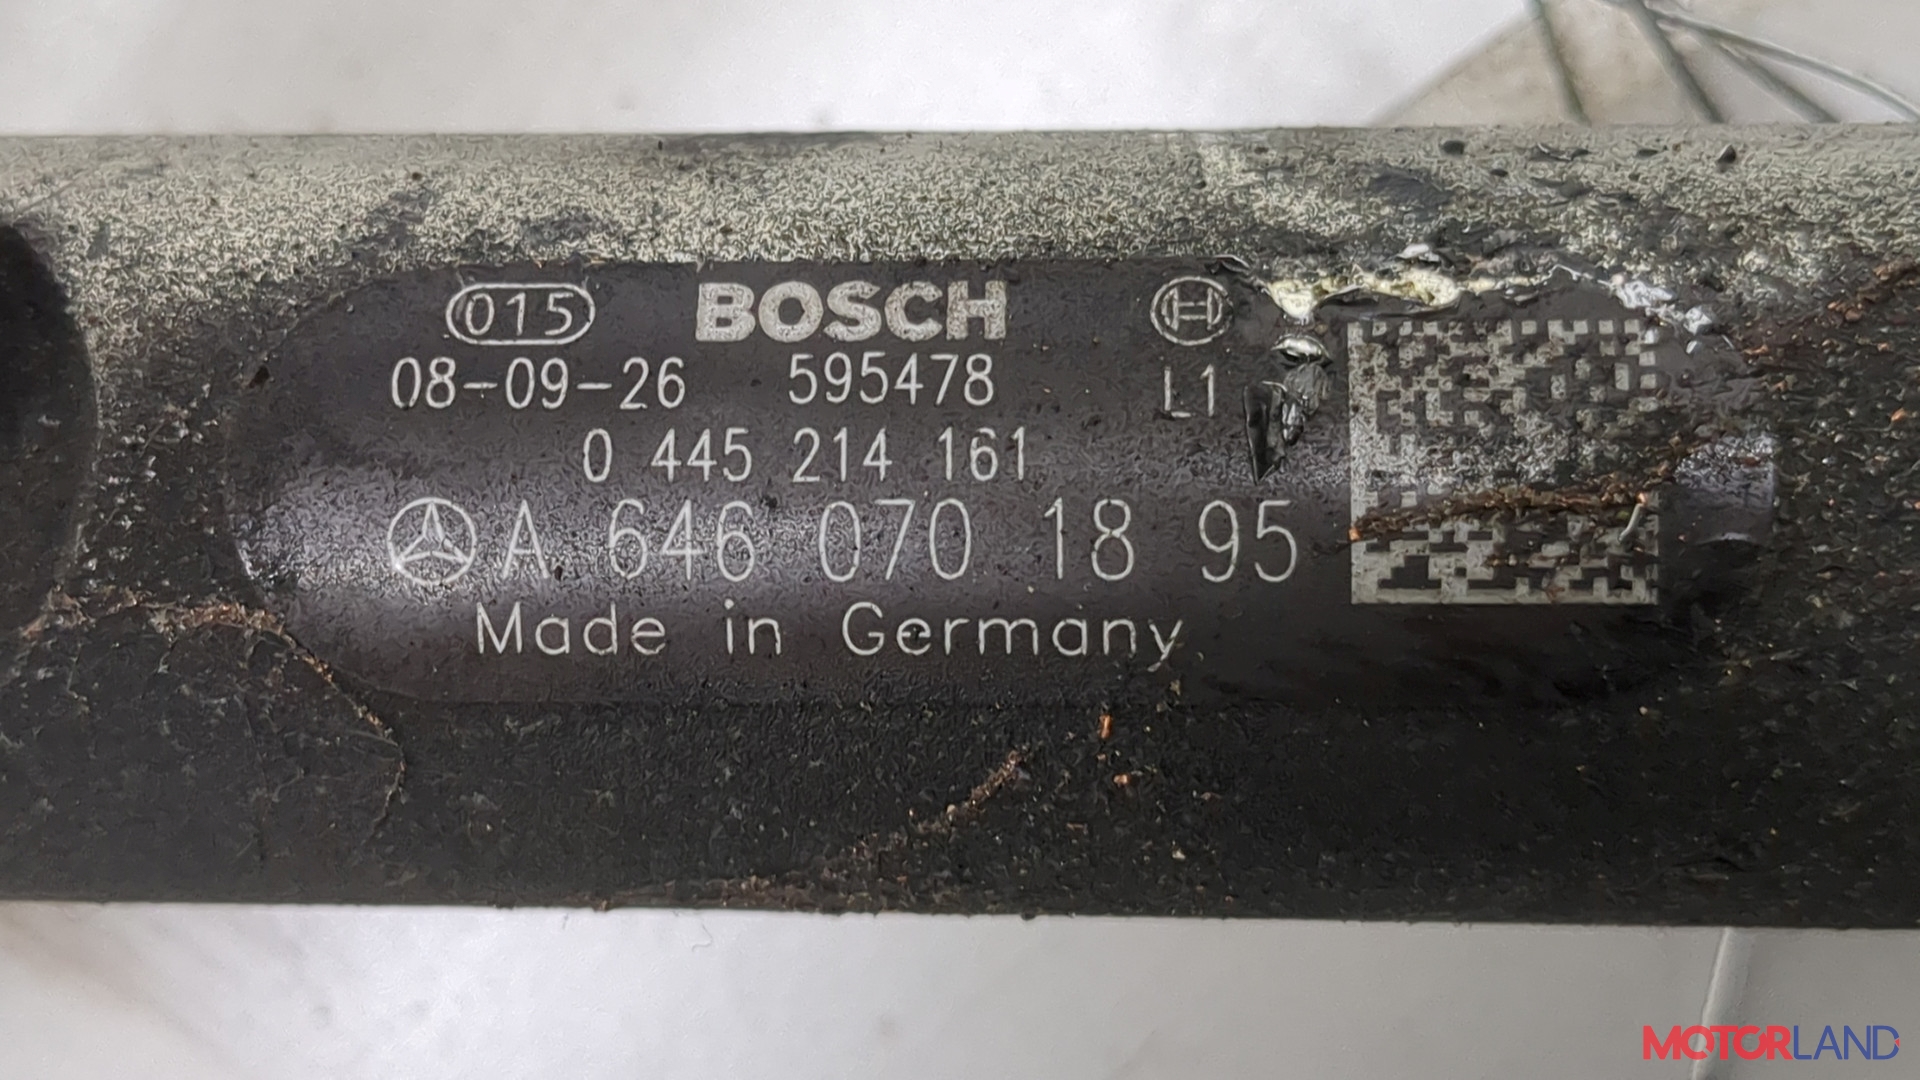 015 BOSCH
08-09-26 595478 L1
0 445 214 161
A 646 070 18 95
Made in Germany
MOTORLAND